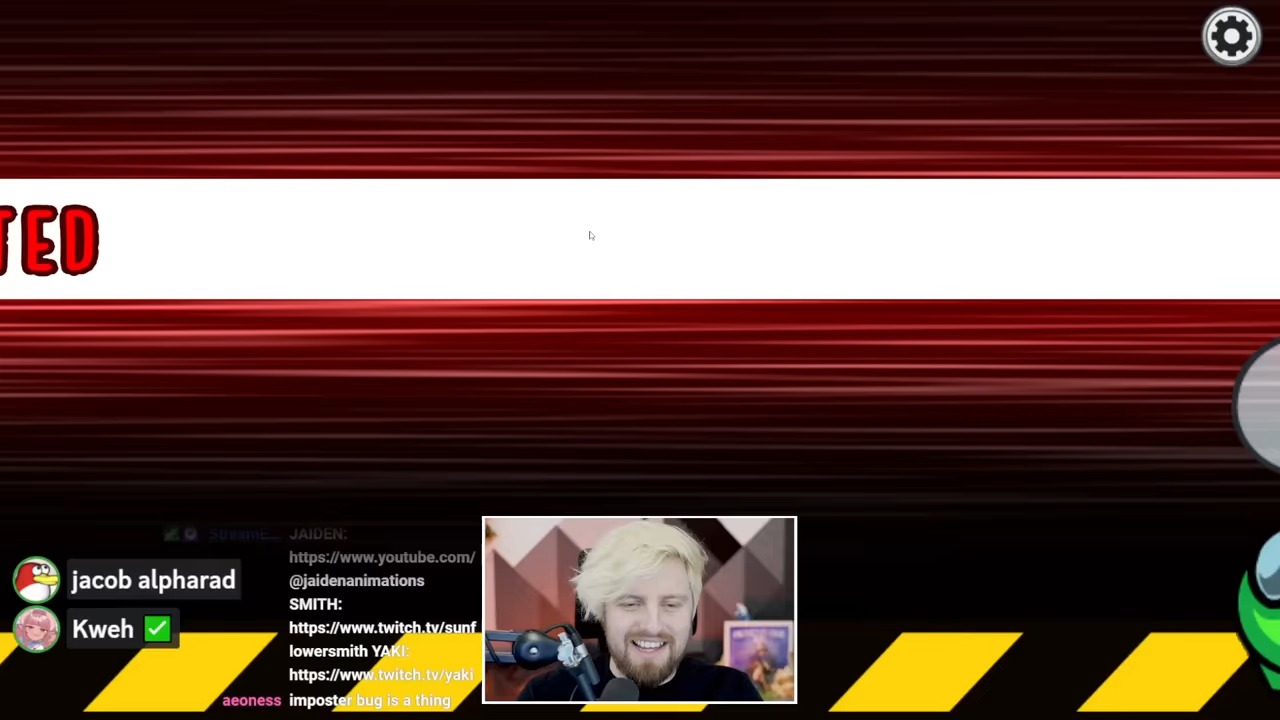 TED
StreamE...
JAIDEN:
https://www.youtube.com/
@jaidenanimations
SMITH:
https://www.twitch.tv/sunf
lowersmith YAKI:
https://www.twitch.tv/yaki
aeoness imposter bug is a thing
jacob alpharad
Kweh